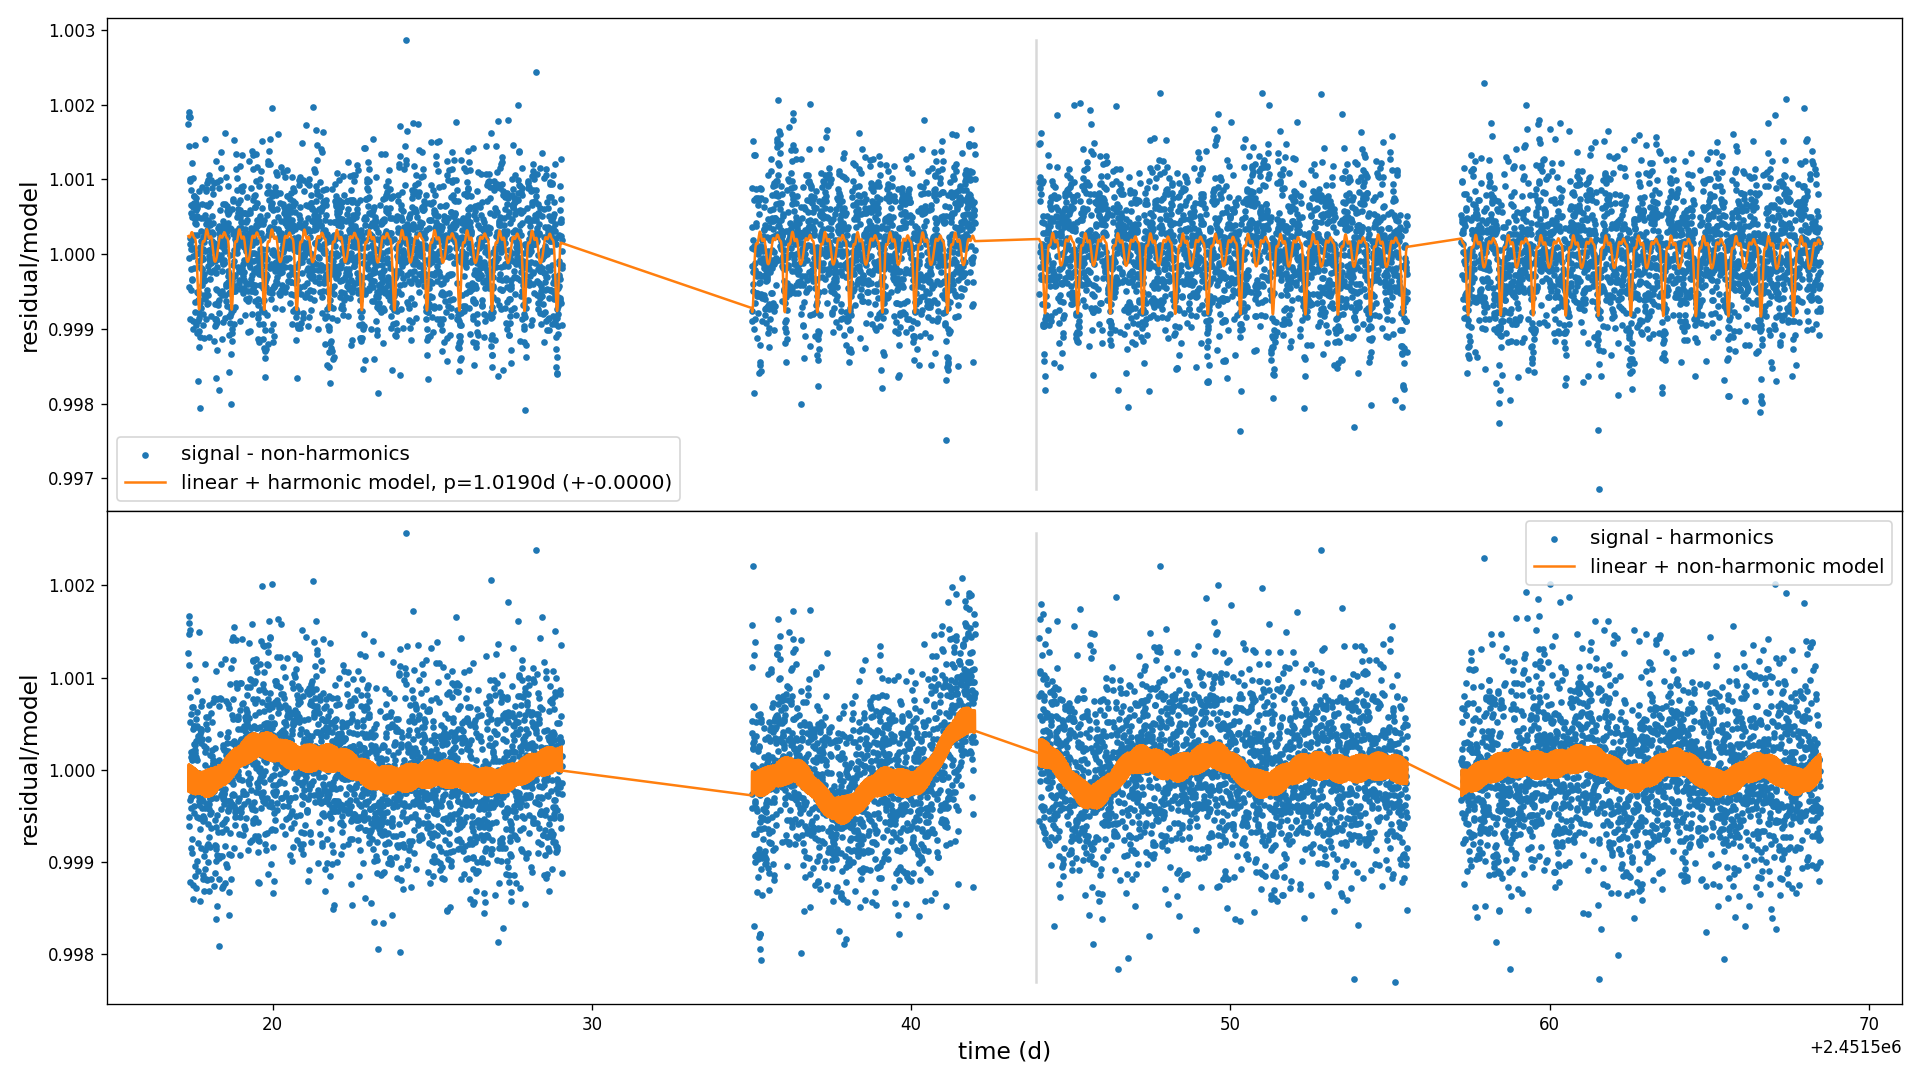 1.003
1.002
1.001
1.000
0.999
0.998
0.997
residual/model
signal - non-harmonics
linear + harmonic model, p=1.0190d (+-0.0000)
signal - harmonics
linear + non-harmonic model
1.002
1.001
1.000
0.999
0.998
residual/model
20 30 40 50 60 70
time (d)
+2.4515e6